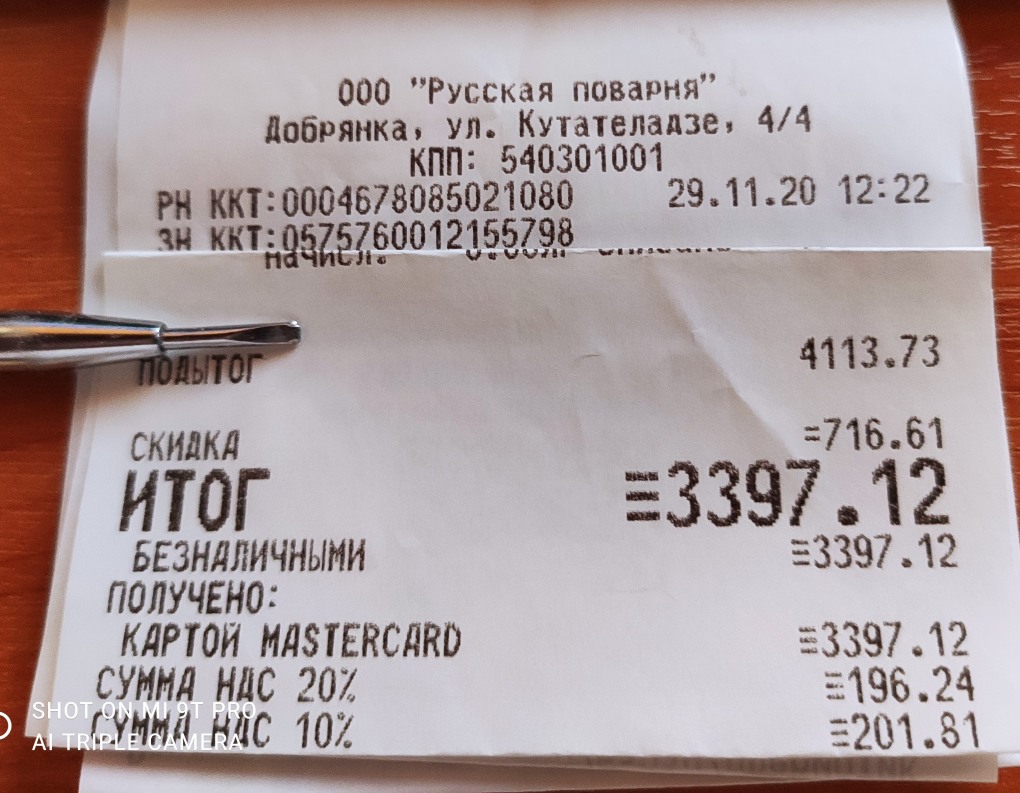 ООО "Русская поварня"
Добрянка, ул. Кутателадзе, 4/4
КПП: 540301001
РН ККТ:0004678085021080 29.11.20 12:22
ЗН ККТ:0575760012155798
начисл.
ПОДЫТОГ 4113.73
СКИДКА =716.61
ИТОГ ≡3397.12
БЕЗНАЛИЧНЫМИ ≡3397.12
ПОЛУЧЕНО:
КАРТОЙ MASTERCARD ≡3397.12
СУММА НДС 20% ≡196.24
СУММА НДС 10% ≡201.81
SHOT ON MI 9T PRO
AI TRIPLE CAMERA